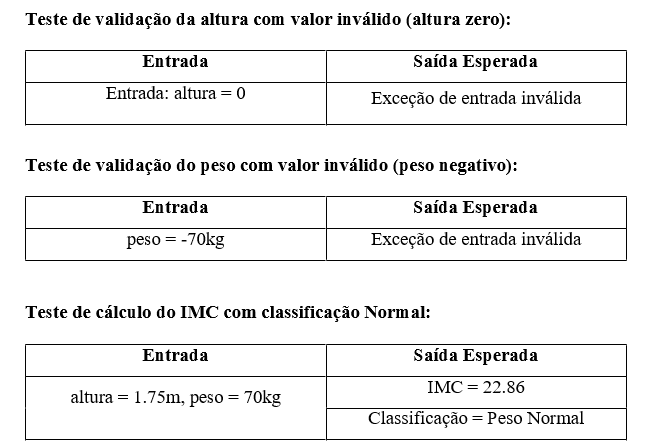 Teste de validação da altura com valor inválido (altura zero):
Entrada Saída Esperada
Entrada: altura = 0 Exceção de entrada inválida
Teste de validação do peso com valor inválido (peso negativo):
Entrada Saída Esperada
peso = -70kg Exceção de entrada inválida
Teste de cálculo do IMC com classificação Normal:
Entrada Saída Esperada
altura = 1.75m, peso = 70kg IMC = 22.86
Classificação = Peso Normal